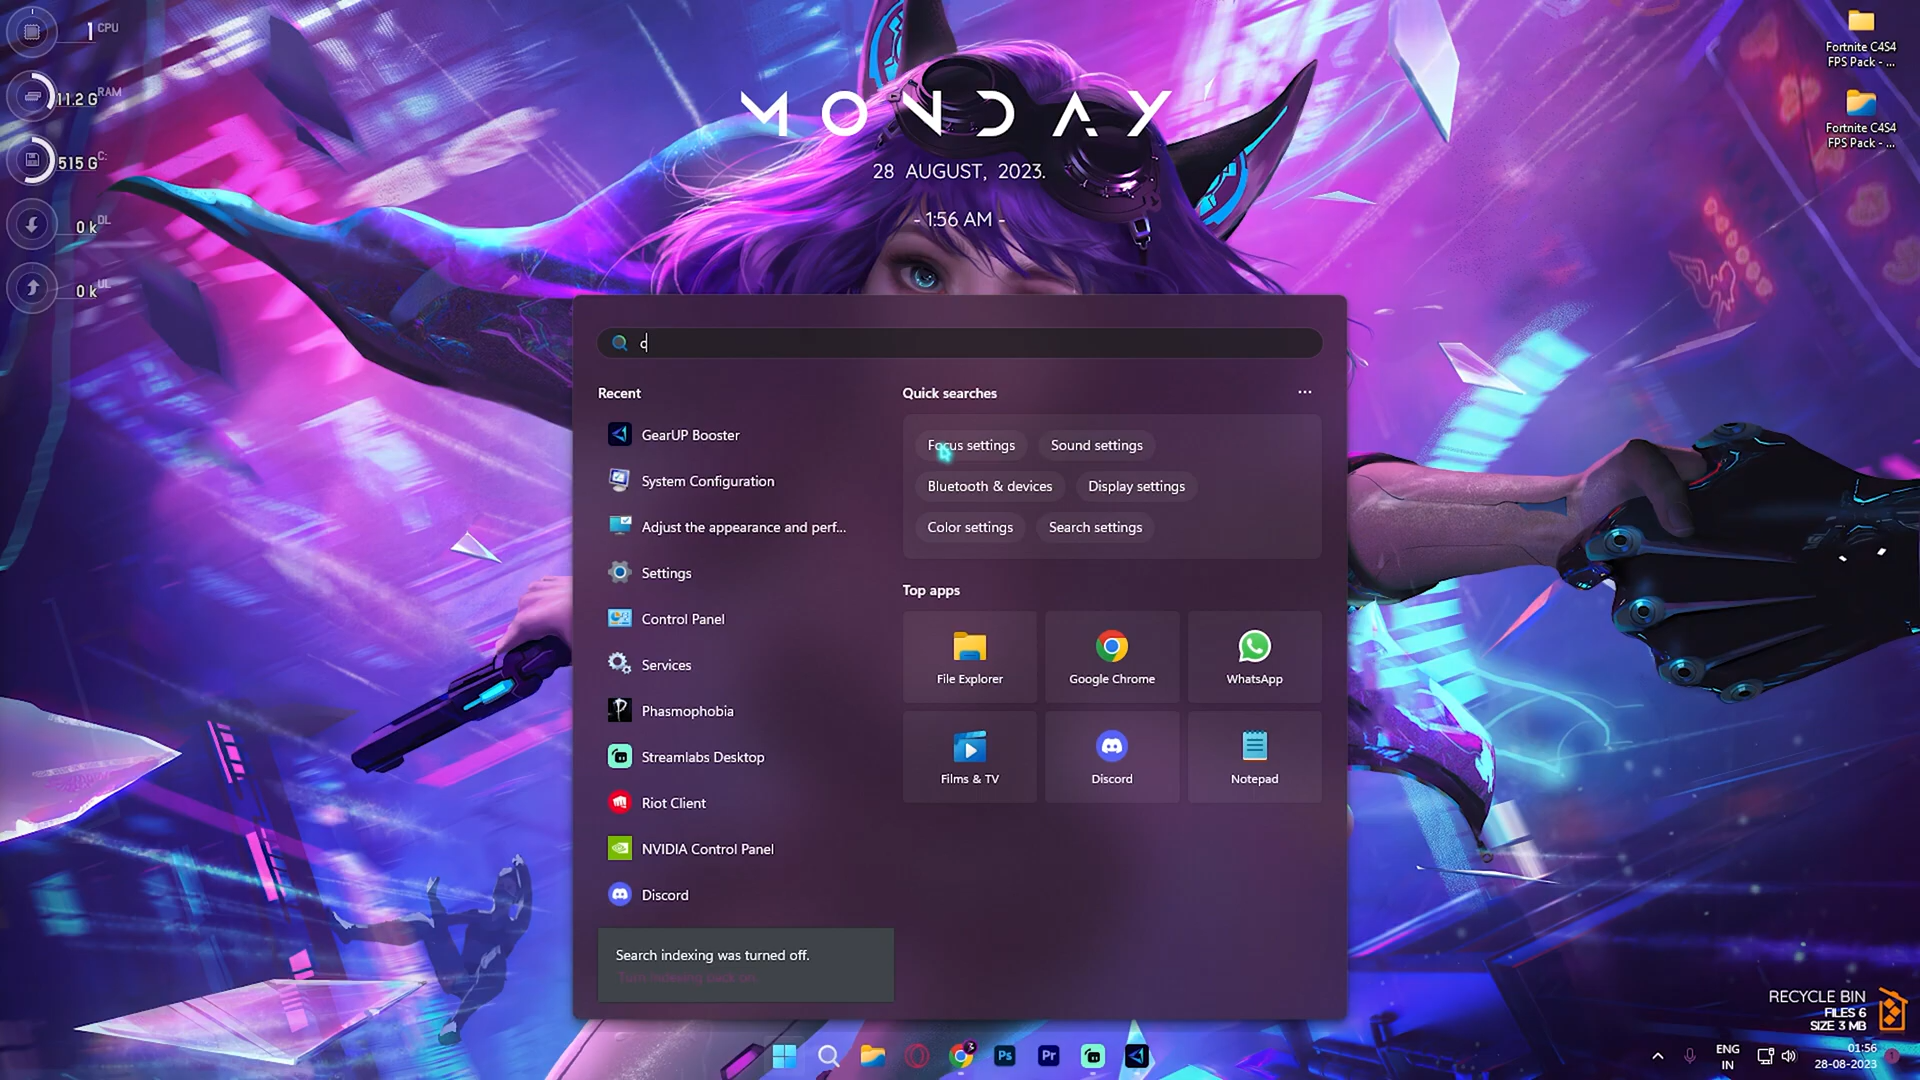 1 CPU
11.2 G RAM
515 G C:
0 k DL
0 k UL
MONDAY
28 AUGUST, 2023.
- 1:56 AM -
Fortnite C4S4
FPS Pack - ...
Fortnite C4S4
FPS Pack - ...
c
Recent
GearUP Booster
System Configuration
Adjust the appearance and perf...
Settings
Control Panel
Services
Phasmophobia
Streamlabs Desktop
Riot Client
NVIDIA Control Panel
Discord
Search indexing was turned off.
Turn indexing back on.
Quick searches
...
Focus settings
Sound settings
Bluetooth & devices
Display settings
Color settings
Search settings
Top apps
File Explorer
Google Chrome
WhatsApp
Films & TV
Discord
Notepad
RECYCLE BIN
FILES 6
SIZE 3 MB
3
Ps
Pr
ENG
IN
01:56
28-08-2023
1